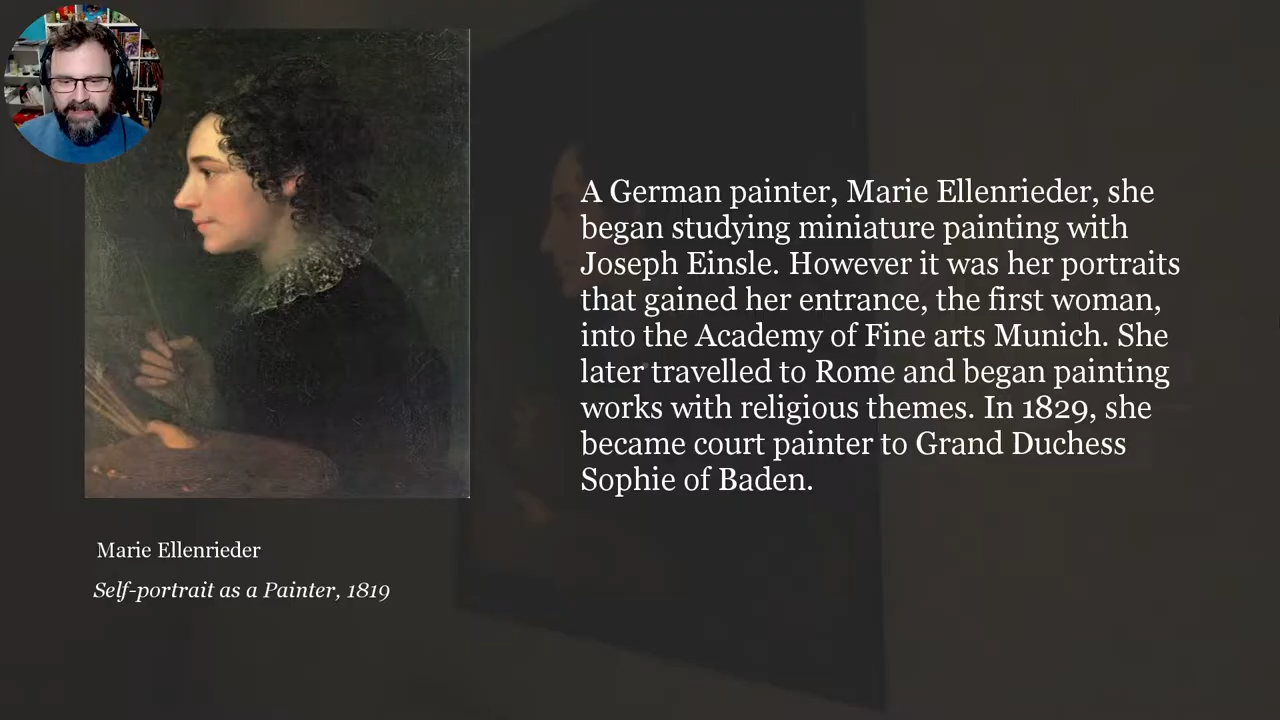 A German painter, Marie Ellenrieder, she
began studying miniature painting with
Joseph Einsle. However it was her portraits
that gained her entrance, the first woman,
into the Academy of Fine arts Munich. She
later travelled to Rome and began painting
works with religious themes. In 1829, she
became court painter to Grand Duchess
Sophie of Baden.
Marie Ellenrieder
Self-portrait as a Painter, 1819